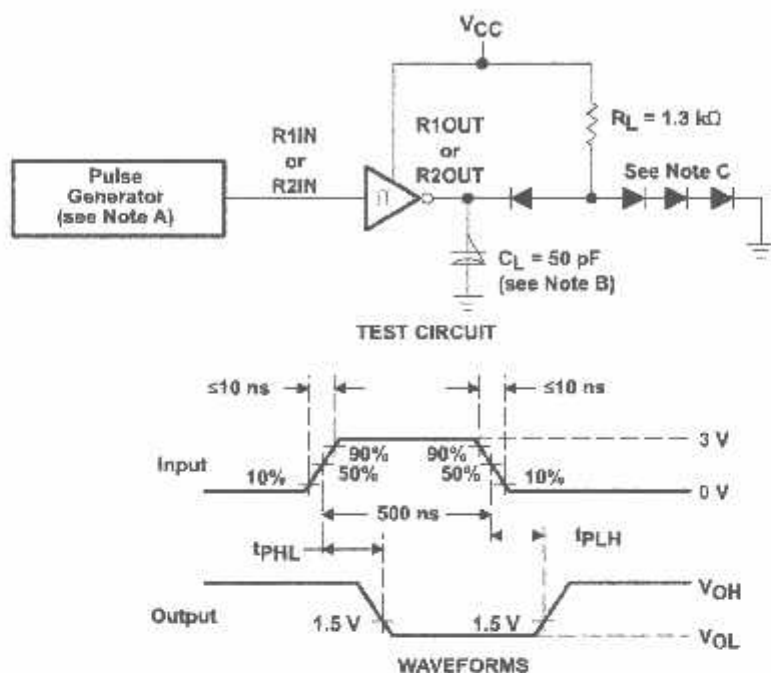 VCC
RL = 1.3 kΩ
R1IN
or
R2IN
R1OUT
or
R2OUT
See Note C
Pulse
Generator
(see Note A)
CL = 50 pF
(see Note B)
TEST CIRCUIT
≤10 ns
≤10 ns
3 V
Input
10%
90%
50%
90%
50%
10%
0 V
500 ns
tPHL
tPLH
VOH
Output
1.5 V
1.5 V
VOL
WAVEFORMS